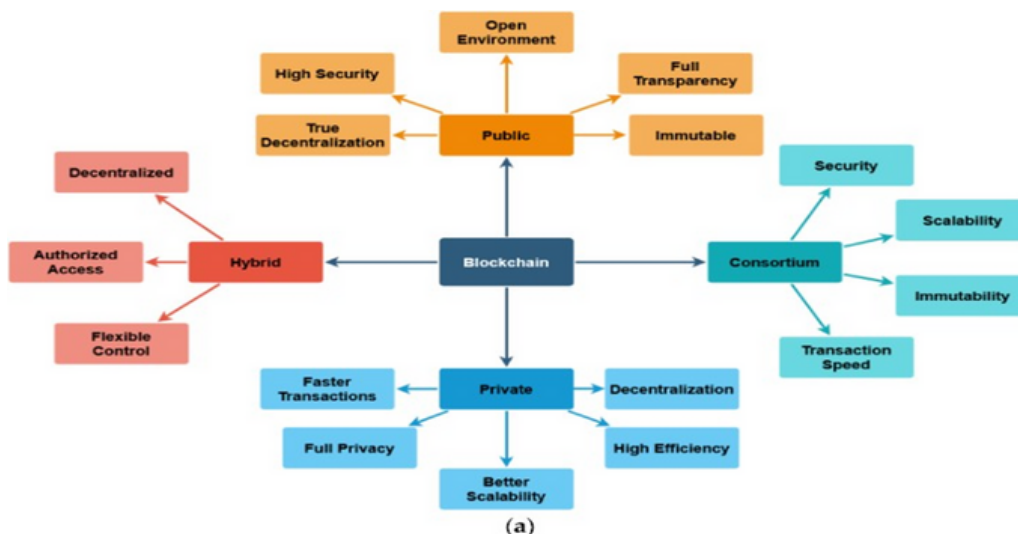 Open
Environment
High Security
Full
Transparency
True
Decentralization
Public
Immutable
Decentralized
Security
Authorized
Access
Hybrid
Blockchain
Consortium
Scalability
Flexible
Control
Immutability
Transaction
Speed
Faster
Transactions
Private
Decentralization
Full Privacy
High Efficiency
Better
Scalability
(a)